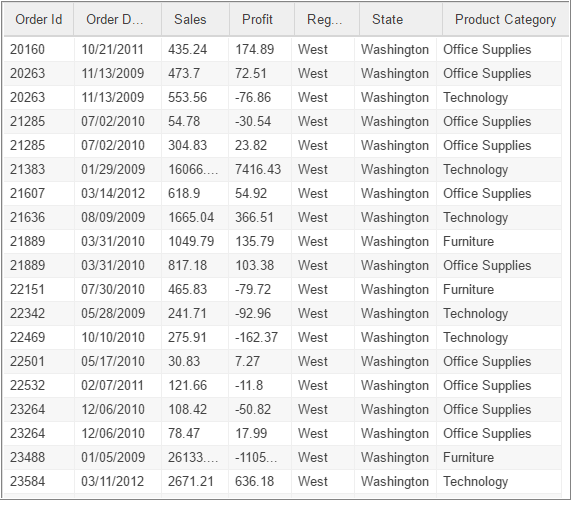 Order Id Order D... Sales Profit Reg... State Product Category
20160 10/21/2011 435.24 174.89 West Washington Office Supplies
20263 11/13/2009 473.7 72.51 West Washington Office Supplies
20263 11/13/2009 553.56 -76.86 West Washington Technology
21285 07/02/2010 54.78 -30.54 West Washington Office Supplies
21285 07/02/2010 304.83 23.82 West Washington Office Supplies
21383 01/29/2009 16066.... 7416.43 West Washington Technology
21607 03/14/2012 618.9 54.92 West Washington Office Supplies
21636 08/09/2009 1665.04 366.51 West Washington Technology
21889 03/31/2010 1049.79 135.79 West Washington Furniture
21889 03/31/2010 817.18 103.38 West Washington Office Supplies
22151 07/30/2010 465.83 -79.72 West Washington Furniture
22342 05/28/2009 241.71 -92.96 West Washington Technology
22469 10/10/2010 275.91 -162.37 West Washington Technology
22501 05/17/2010 30.83 7.27 West Washington Office Supplies
22532 02/07/2011 121.66 -11.8 West Washington Office Supplies
23264 12/06/2010 108.42 -50.82 West Washington Office Supplies
23264 12/06/2010 78.47 17.99 West Washington Office Supplies
23488 01/05/2009 26133.... -1105... West Washington Furniture
23584 03/11/2012 2671.21 636.18 West Washington Technology